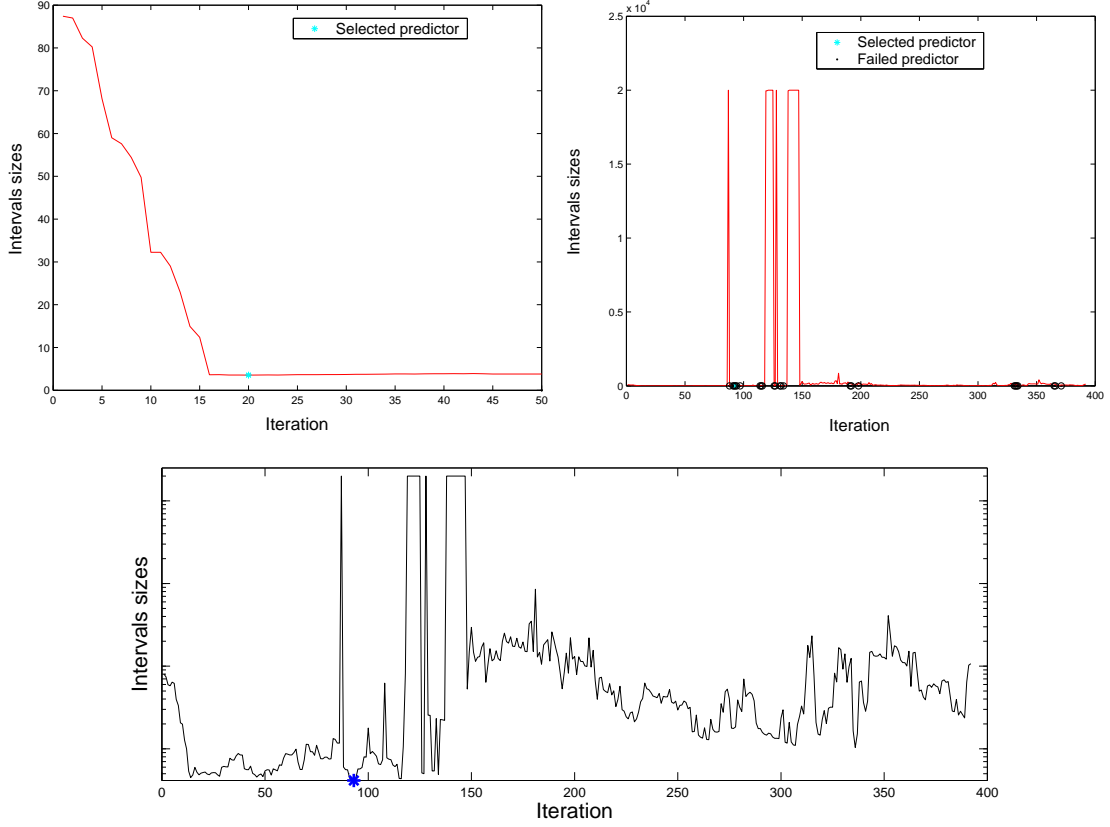 90
80
70
60
50
40
30
20
10
0
Intervals sizes
Selected predictor
0 5 10 15 20 25 30 35 40 45 50
Iteration
x 10⁴
2.5
2
1.5
1
0.5
0
Intervals sizes
Selected predictor
Failed predictor
0 50 100 150 200 250 300 350 400
Iteration
Intervals sizes
0 50 100 150 200 250 300 350 400
Iteration